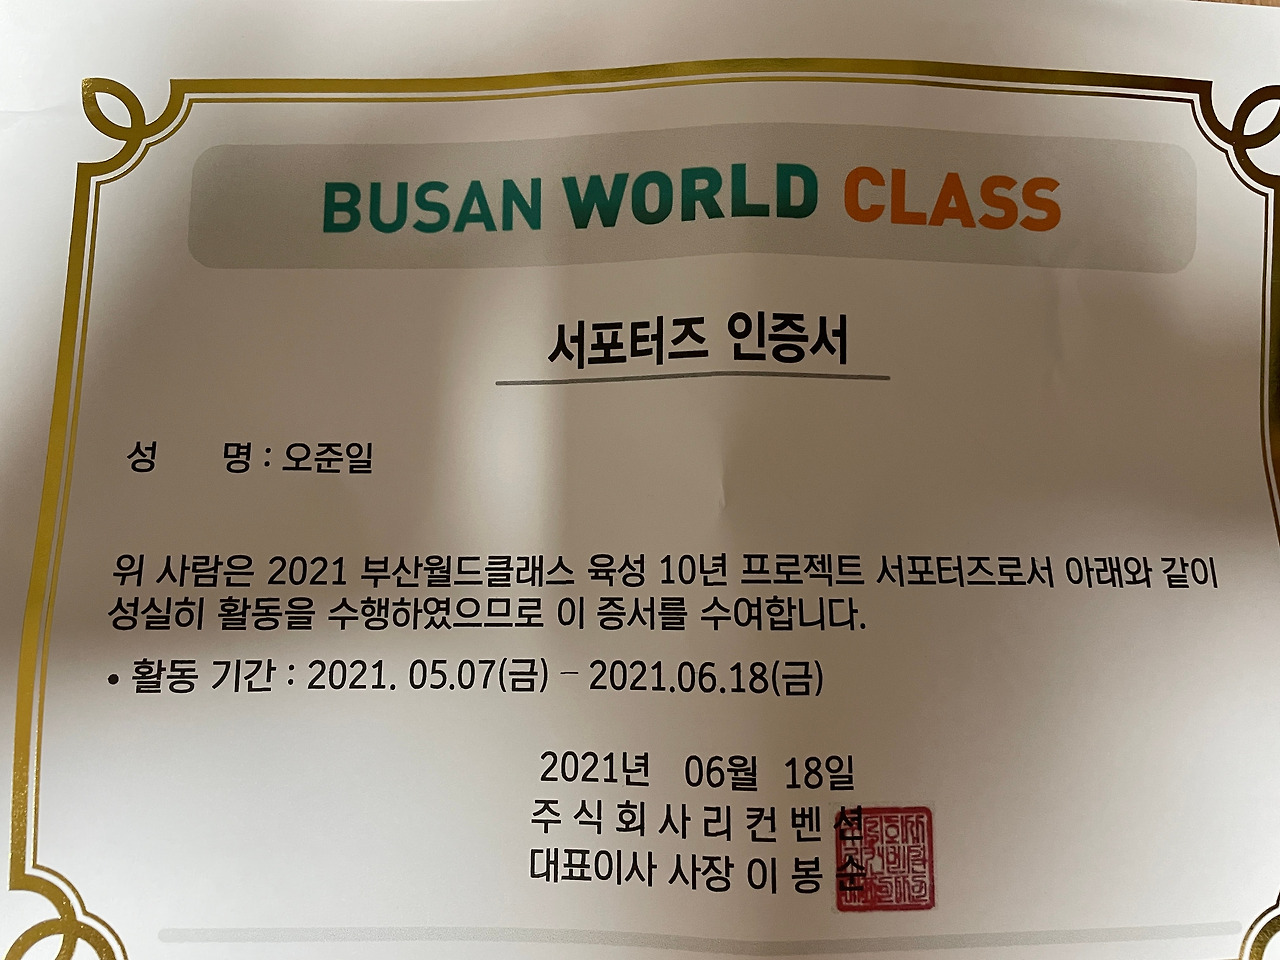 BUSAN WORLD CLASS
서포터즈 인증서
성 명 : 오준일
위 사람은 2021 부산월드클래스 육성 10년 프로젝트 서포터즈로서 아래와 같이
성실히 활동을 수행하였으므로 이 증서를 수여합니다.
• 활동 기간 : 2021. 05.07(금) – 2021.06.18(금)
2021년 06월 18일
주 식 회 사 리 컨 벤 션
대표이사 사장 이 봉 순